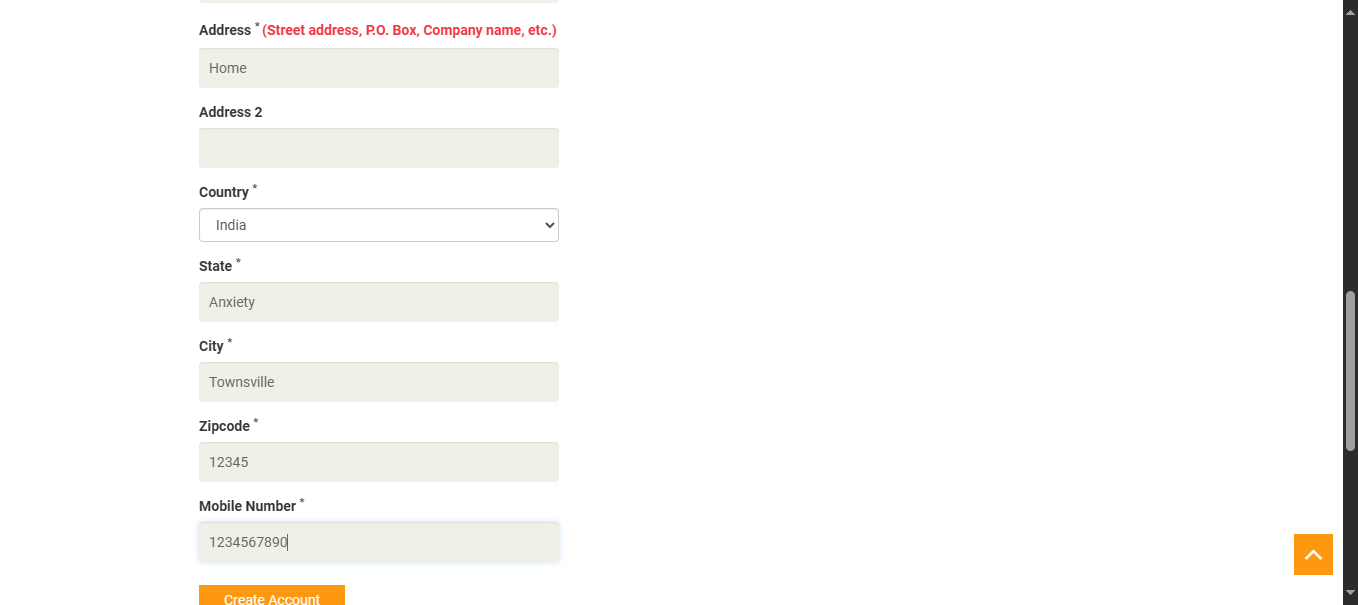 Address * (Street address, P.O. Box, Company name, etc.)
Home
Address 2
Country *
India
State *
Anxiety
City *
Townsville
Zipcode *
12345
Mobile Number *
1234567890
Create Account